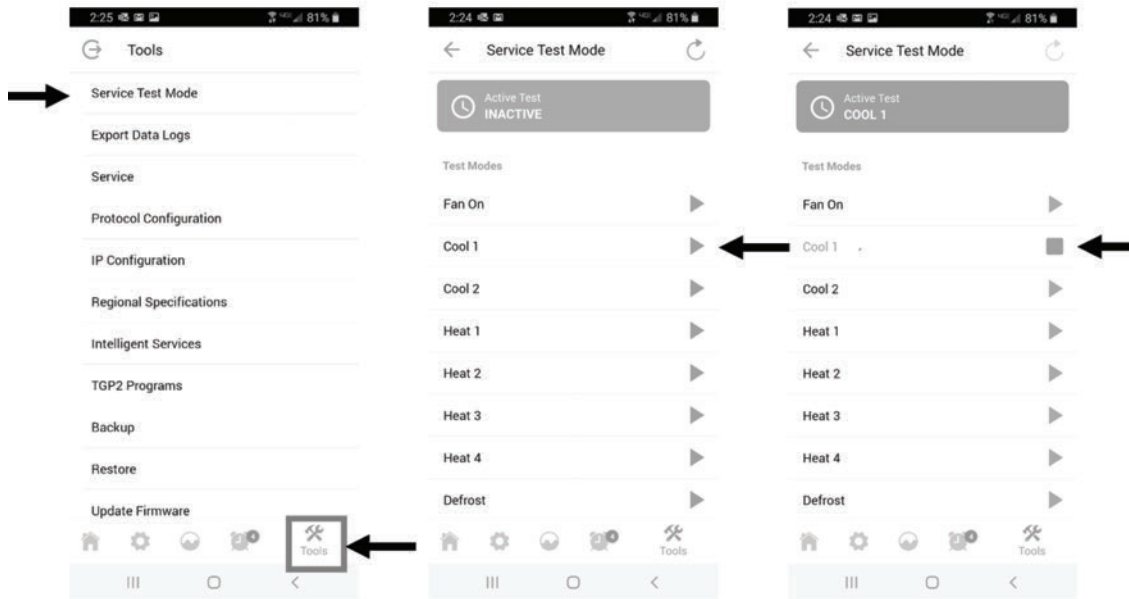 2:25
81%
Tools
Service Test Mode
Export Data Logs
Service
Protocol Configuration
IP Configuration
Regional Specifications
Intelligent Services
TGP2 Programs
Backup
Restore
Update Firmware
4
Tools
2:24
81%
Service Test Mode
Active Test
INACTIVE
Test Modes
Fan On
Cool 1
Cool 2
Heat 1
Heat 2
Heat 3
Heat 4
Defrost
4
Tools
2:24
81%
Service Test Mode
Active Test
COOL 1
Test Modes
Fan On
Cool 1
Cool 2
Heat 1
Heat 2
Heat 3
Heat 4
Defrost
4
Tools